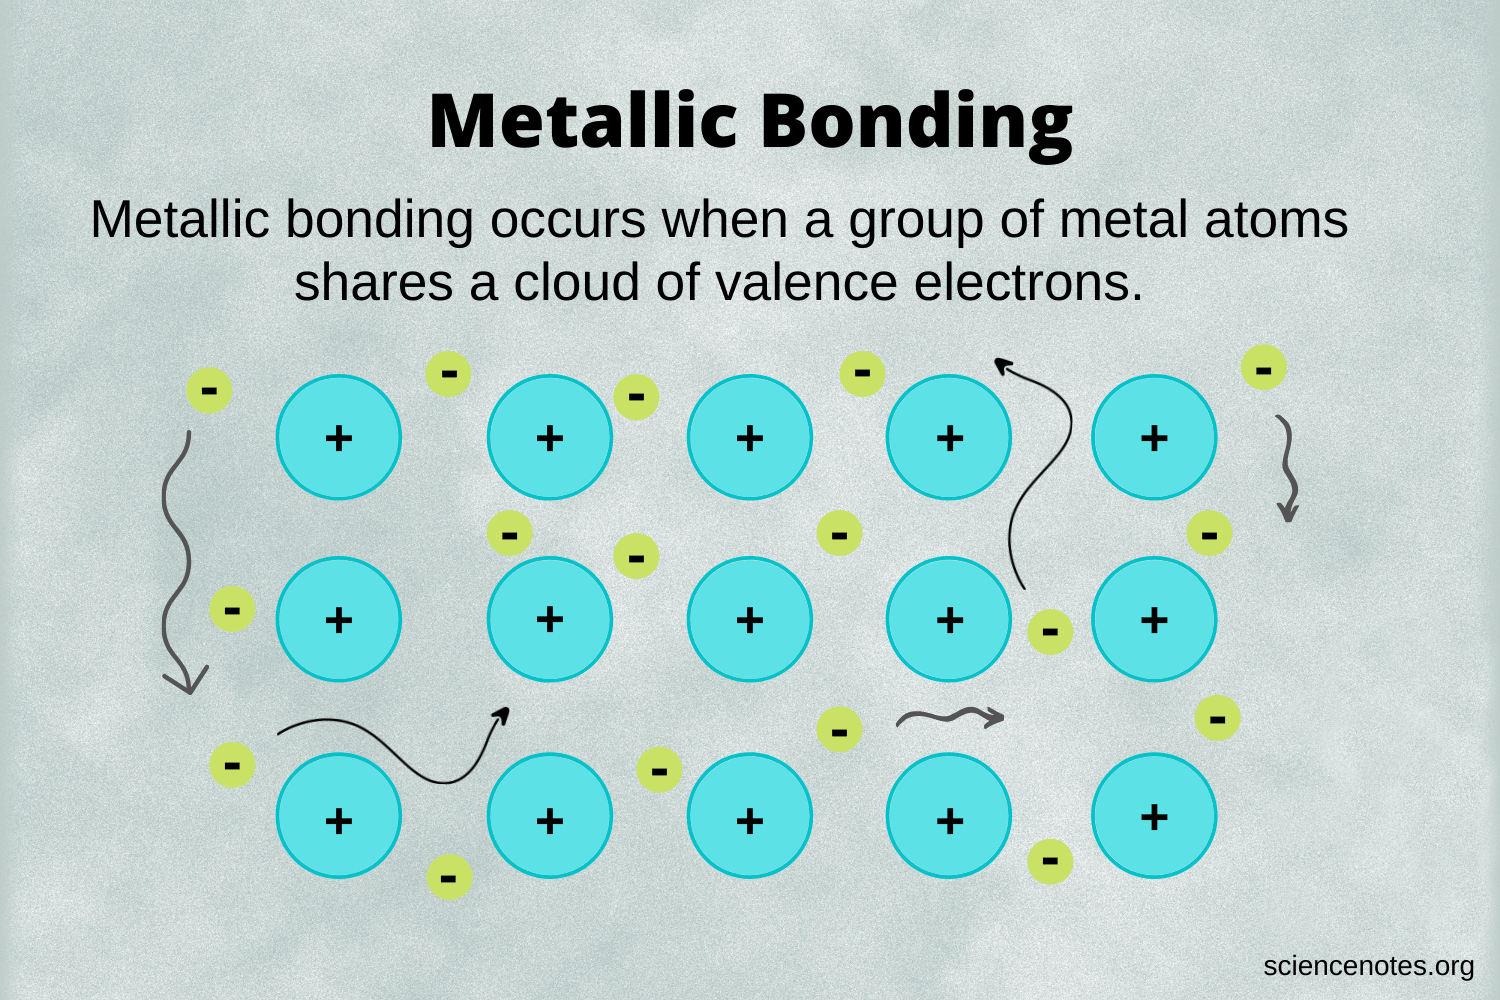 Metallic Bonding
Metallic bonding occurs when a group of metal atoms
shares a cloud of valence electrons.
- - - - -
+ + + + +
- - - -
- + + + + - +
- - -
- -
+ + + + +
- -
sciencenotes.org